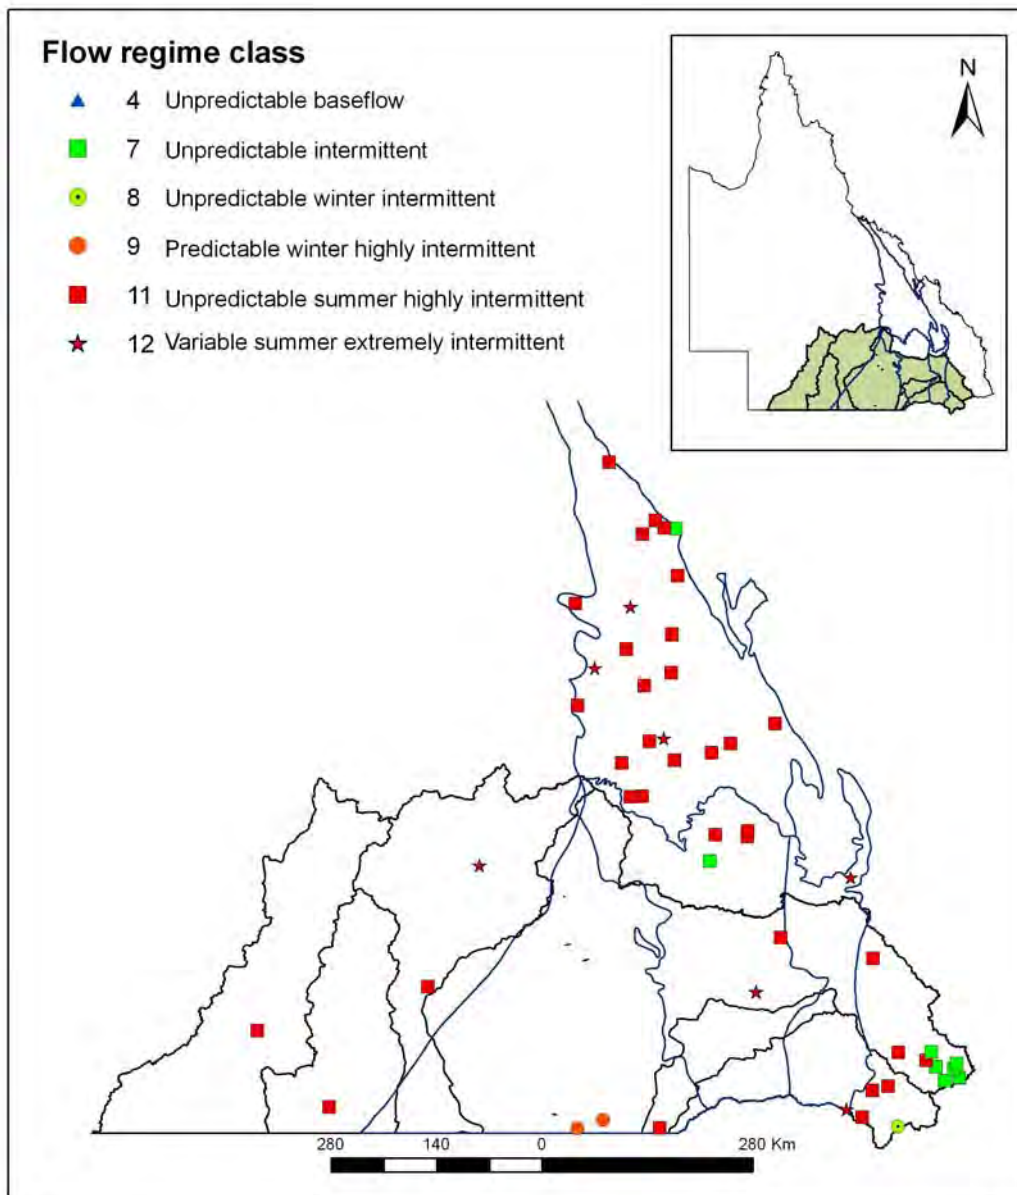 Flow regime class
4 Unpredictable baseflow
7 Unpredictable intermittent
8 Unpredictable winter intermittent
9 Predictable winter highly intermittent
11 Unpredictable summer highly intermittent
12 Variable summer extremely intermittent
N
280 140 0 280 Km